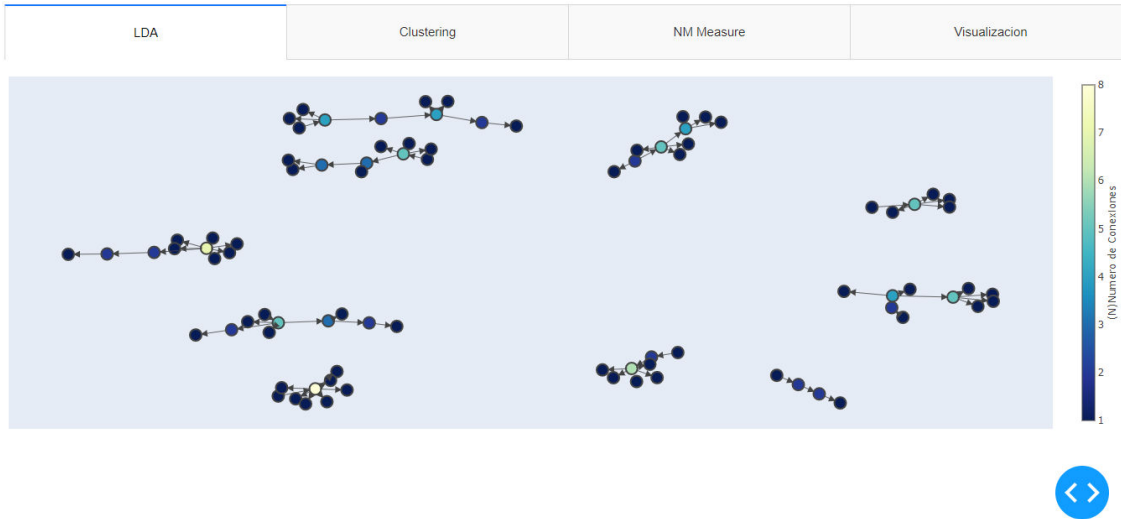 LDA
Clustering
NM Measure
Visualizacion
8
7
6
5
4
3
2
1
(N)Numero de Conexiones